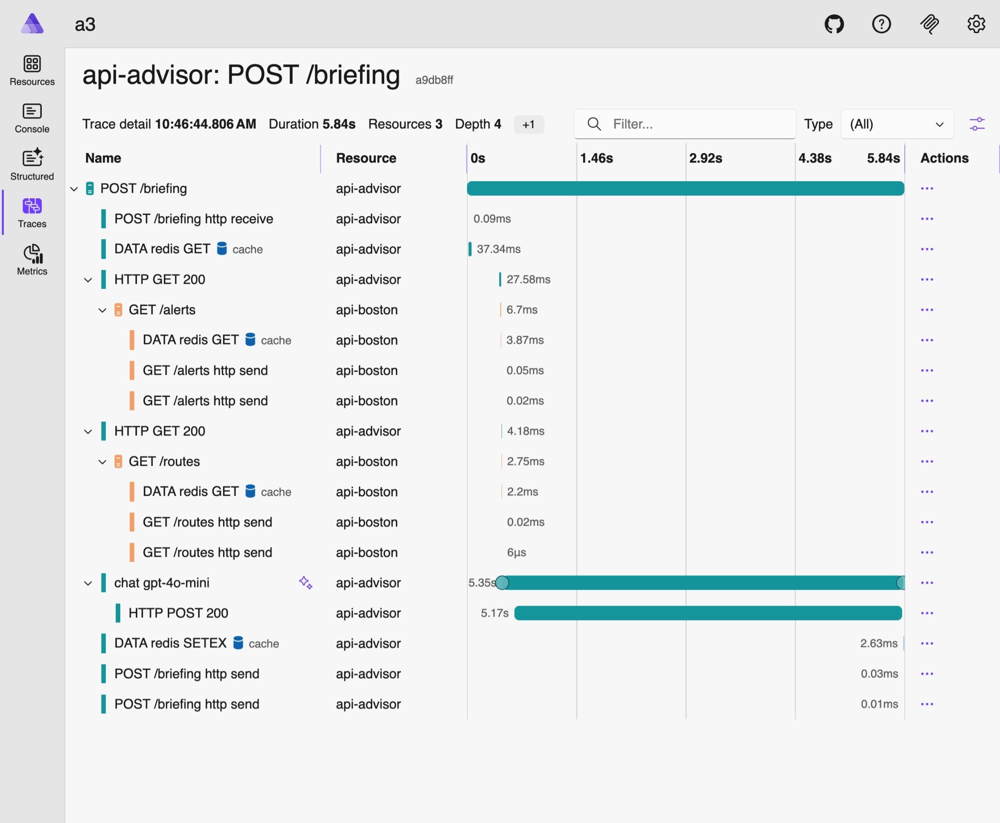 a3
Resources
Console
Structured
Traces
Metrics
api-advisor: POST /briefing a9db8ff
Trace detail 10:46:44.806 AM Duration 5.84s Resources 3 Depth 4 +1 Filter... Type (All)
Name Resource 0s 1.46s 2.92s 4.38s 5.84s Actions
POST /briefing api-advisor
POST /briefing http receive api-advisor 0.09ms
DATA redis GET cache api-advisor 37.34ms
HTTP GET 200 api-advisor 27.58ms
GET /alerts api-boston 6.7ms
DATA redis GET cache api-boston 3.87ms
GET /alerts http send api-boston 0.05ms
GET /alerts http send api-boston 0.02ms
HTTP GET 200 api-advisor 4.18ms
GET /routes api-boston 2.75ms
DATA redis GET cache api-boston 2.2ms
GET /routes http send api-boston 0.02ms
GET /routes http send api-boston 6μs
chat gpt-4o-mini api-advisor 5.35s
HTTP POST 200 api-advisor 5.17s
DATA redis SETEX cache api-advisor 2.63ms
POST /briefing http send api-advisor 0.03ms
POST /briefing http send api-advisor 0.01ms